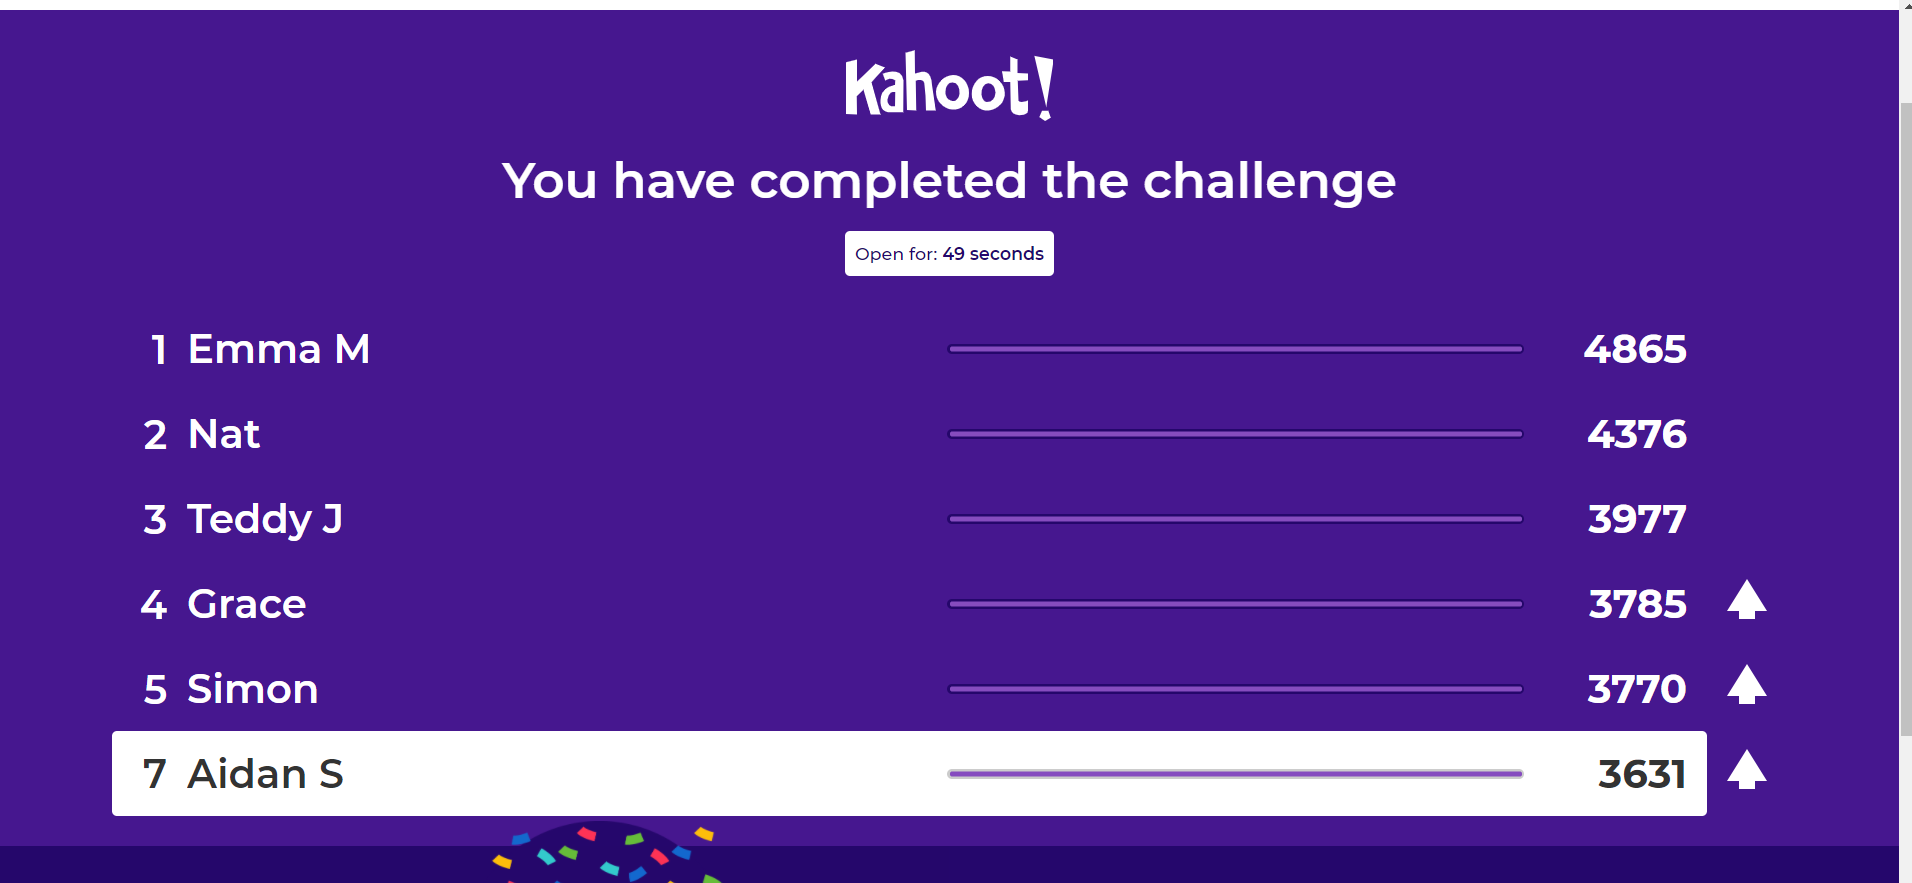 Kahoot!
You have completed the challenge
Open for: 49 seconds
1 Emma M 4865
2 Nat 4376
3 Teddy J 3977
4 Grace 3785
5 Simon 3770
7 Aidan S 3631